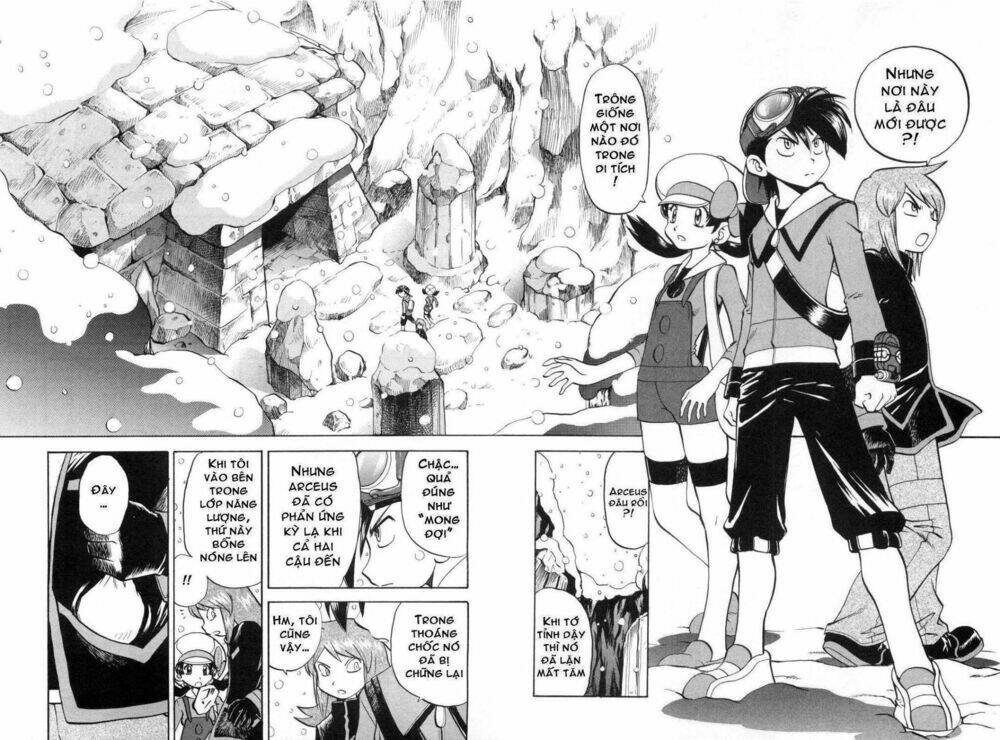 NHƯNG
NƠI NÀY
LÀ ĐÂU
MỚI ĐƯỢC
?!
TRÔNG
GIỐNG
MỘT NƠI
NÀO ĐÓ
TRONG
DI TÍCH
!
ARCEUS
ĐÂU RỒI
?!
KHI TỚ
TỈNH DẬY
THÌ NÓ
ĐÃ LẶN
MẤT TĂM
CHẬC...
QUẢ
ĐÚNG
NHƯ
"MONG
ĐỢI"
NHƯNG
ARCEUS
ĐÃ CÓ
PHẢN ỨNG
KỲ LẠ KHI
CẢ HAI
CẬU ĐẾN
TRONG
THOÁNG
CHỐC NÓ
ĐÃ BỊ
CHỮNG LẠI
HM, TÔI
CŨNG
VẬY...
KHI TÔI
VÀO BÊN
TRONG
LỚP NĂNG
LƯỢNG,
THỨ NÀY
BỖNG
NÓNG LÊN
!!
ĐÂY
...